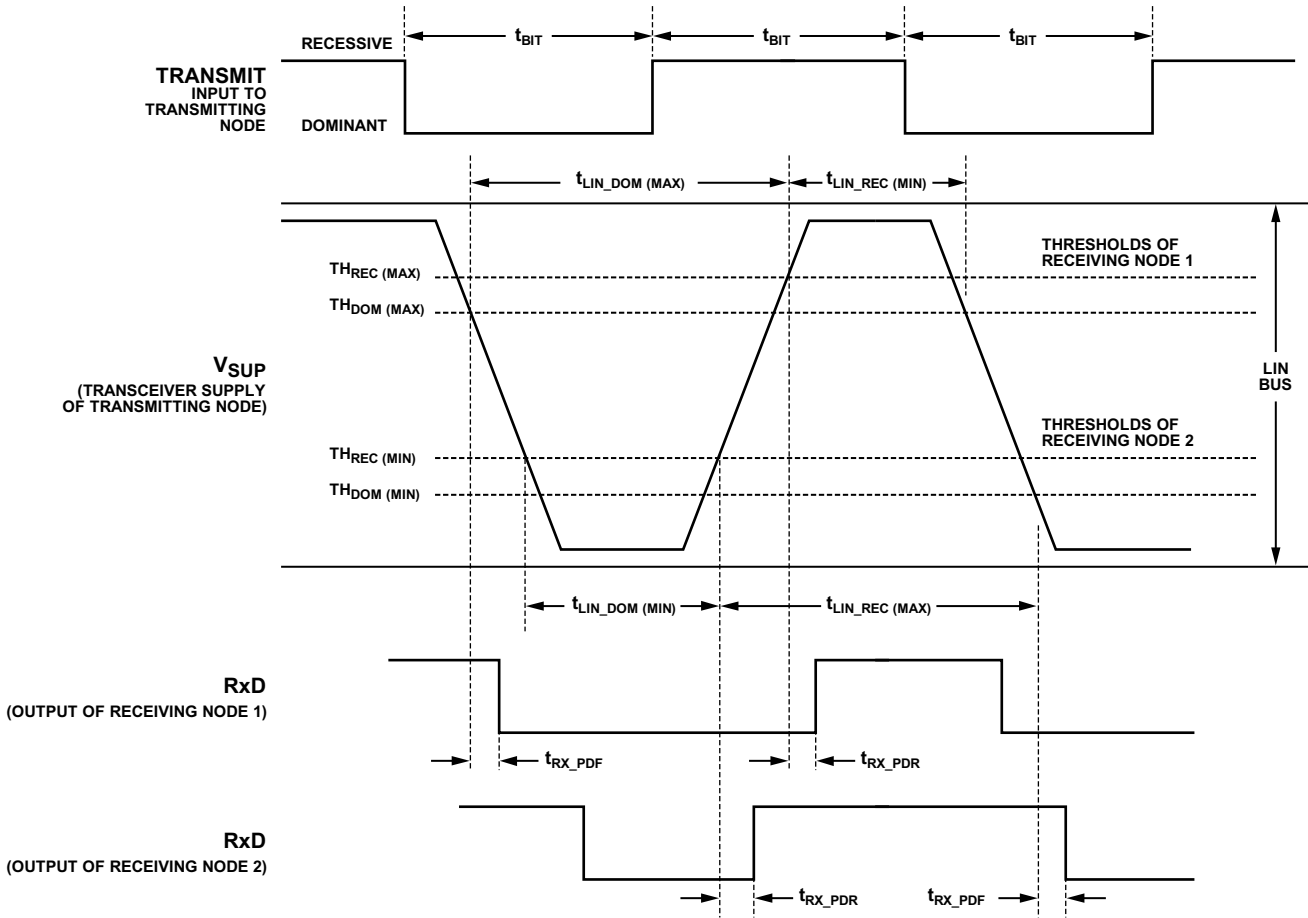 tBIT
tBIT
tBIT
RECESSIVE
TRANSMIT
INPUT TO
TRANSMITTING
NODE
DOMINANT
tLIN_DOM (MAX)
tLIN_REC (MIN)
THREC (MAX)
THDOM (MAX)
THRESHOLDS OF
RECEIVING NODE 1
VSUP
(TRANSCEIVER SUPPLY
OF TRANSMITTING NODE)
LIN
BUS
THRESHOLDS OF
RECEIVING NODE 2
THREC (MIN)
THDOM (MIN)
tLIN_DOM (MIN)
tLIN_REC (MAX)
RxD
(OUTPUT OF RECEIVING NODE 1)
tRX_PDF
tRX_PDR
RxD
(OUTPUT OF RECEIVING NODE 2)
tRX_PDR
tRX_PDF